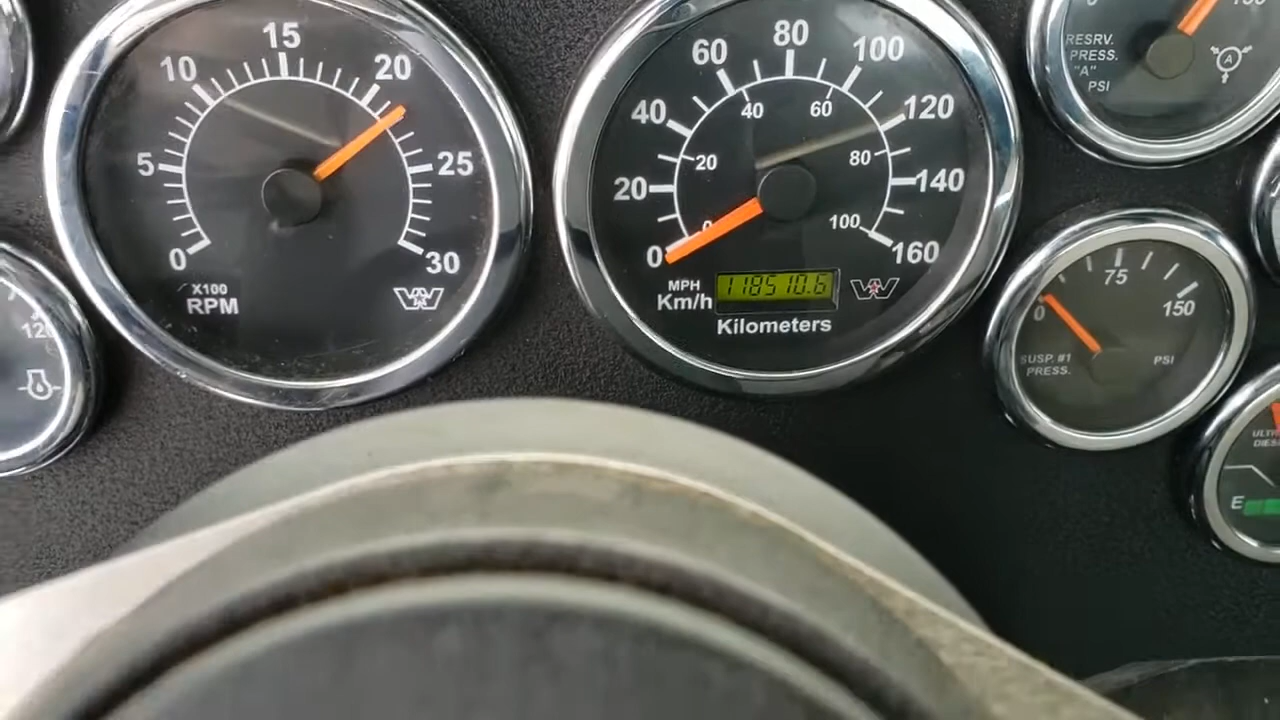 15
10
20
5
25
0
30
X100
RPM
80
60
100
40
120
20
140
0
160
40
60
20
80
0
100
MPH
Km/h
118510.6
Kilometers
RESRV.
PRESS.
"A"
PSI
A
75
0
150
SUSP. #1
PRESS.
PSI
E